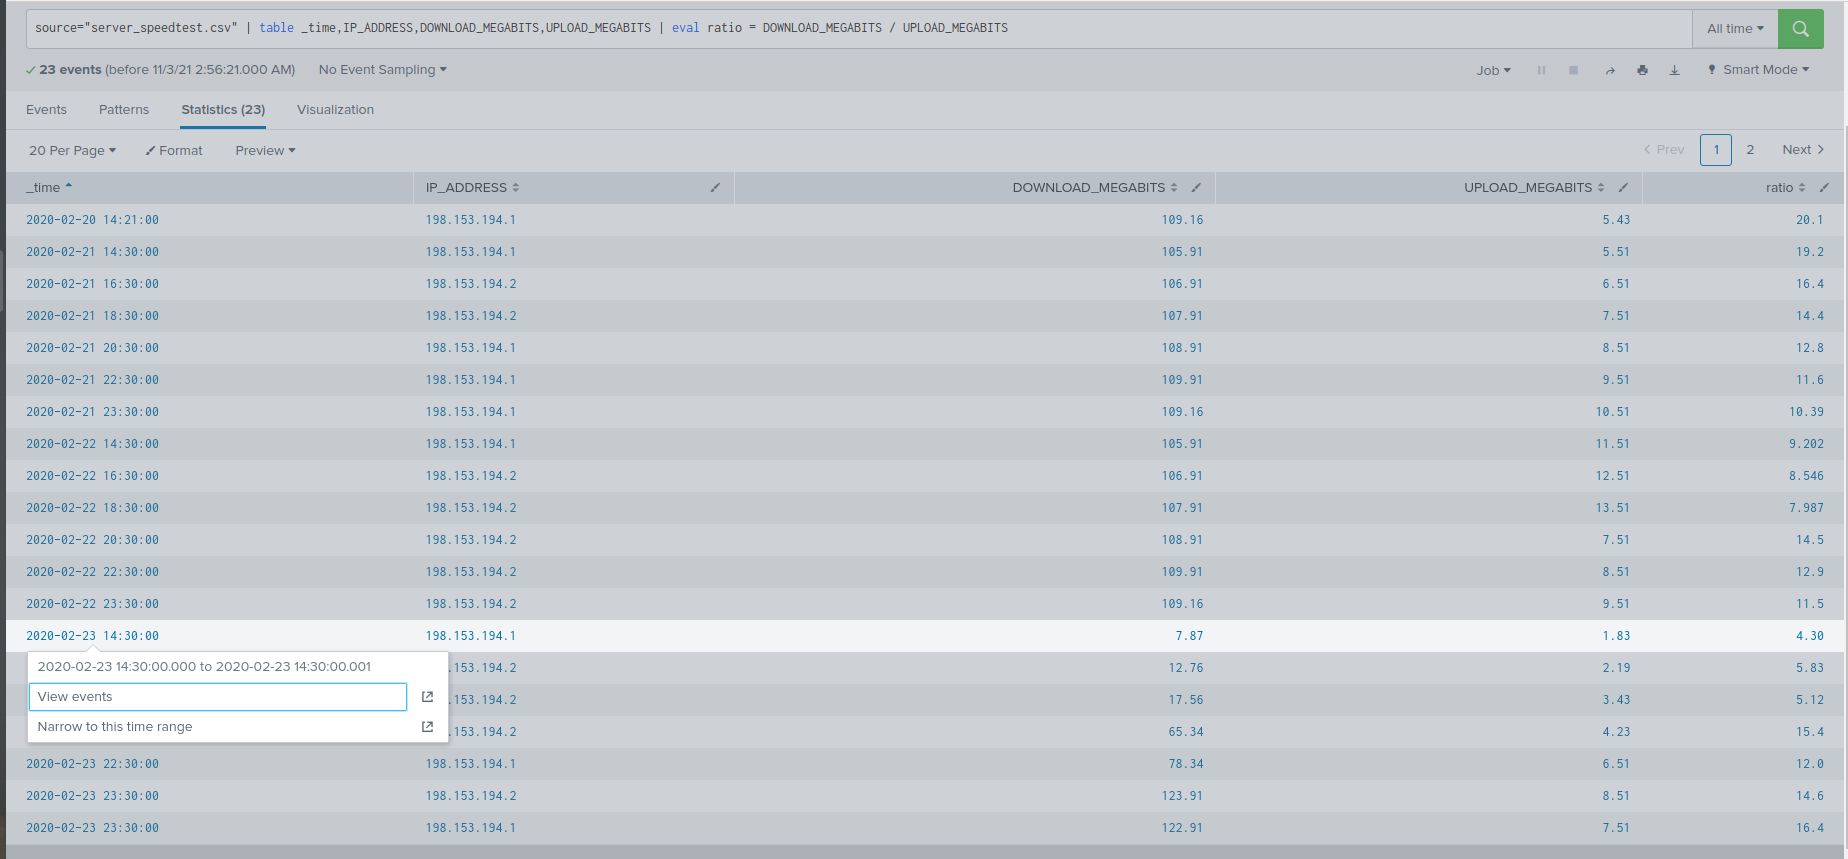 source="server_speedtest.csv" | table _time,IP_ADDRESS,DOWNLOAD_MEGABITS,UPLOAD_MEGABITS | eval ratio = DOWNLOAD_MEGABITS / UPLOAD_MEGABITS All time
23 events (before 11/3/21 2:56:21.000 AM) No Event Sampling Job Smart Mode
Events Patterns Statistics (23) Visualization
20 Per Page Format Preview Prev 1 2 Next
_time IP_ADDRESS DOWNLOAD_MEGABITS UPLOAD_MEGABITS ratio
2020-02-20 14:21:00 198.153.194.1 109.16 5.43 20.1
2020-02-21 14:30:00 198.153.194.1 105.91 5.51 19.2
2020-02-21 16:30:00 198.153.194.2 106.91 6.51 16.4
2020-02-21 18:30:00 198.153.194.2 107.91 7.51 14.4
2020-02-21 20:30:00 198.153.194.1 108.91 8.51 12.8
2020-02-21 22:30:00 198.153.194.1 109.91 9.51 11.6
2020-02-21 23:30:00 198.153.194.1 109.16 10.51 10.39
2020-02-22 14:30:00 198.153.194.1 105.91 11.51 9.202
2020-02-22 16:30:00 198.153.194.2 106.91 12.51 8.546
2020-02-22 18:30:00 198.153.194.2 107.91 13.51 7.987
2020-02-22 20:30:00 198.153.194.2 108.91 7.51 14.5
2020-02-22 22:30:00 198.153.194.2 109.91 8.51 12.9
2020-02-22 23:30:00 198.153.194.2 109.16 9.51 11.5
2020-02-23 14:30:00 198.153.194.1 7.87 1.83 4.30
2020-02-23 14:30:00.000 to 2020-02-23 14:30:00.001 .153.194.2 12.76 2.19 5.83
View events .153.194.2 17.56 3.43 5.12
Narrow to this time range .153.194.2 65.34 4.23 15.4
2020-02-23 22:30:00 198.153.194.1 78.34 6.51 12.0
2020-02-23 23:30:00 198.153.194.2 123.91 8.51 14.6
2020-02-23 23:30:00 198.153.194.1 122.91 7.51 16.4